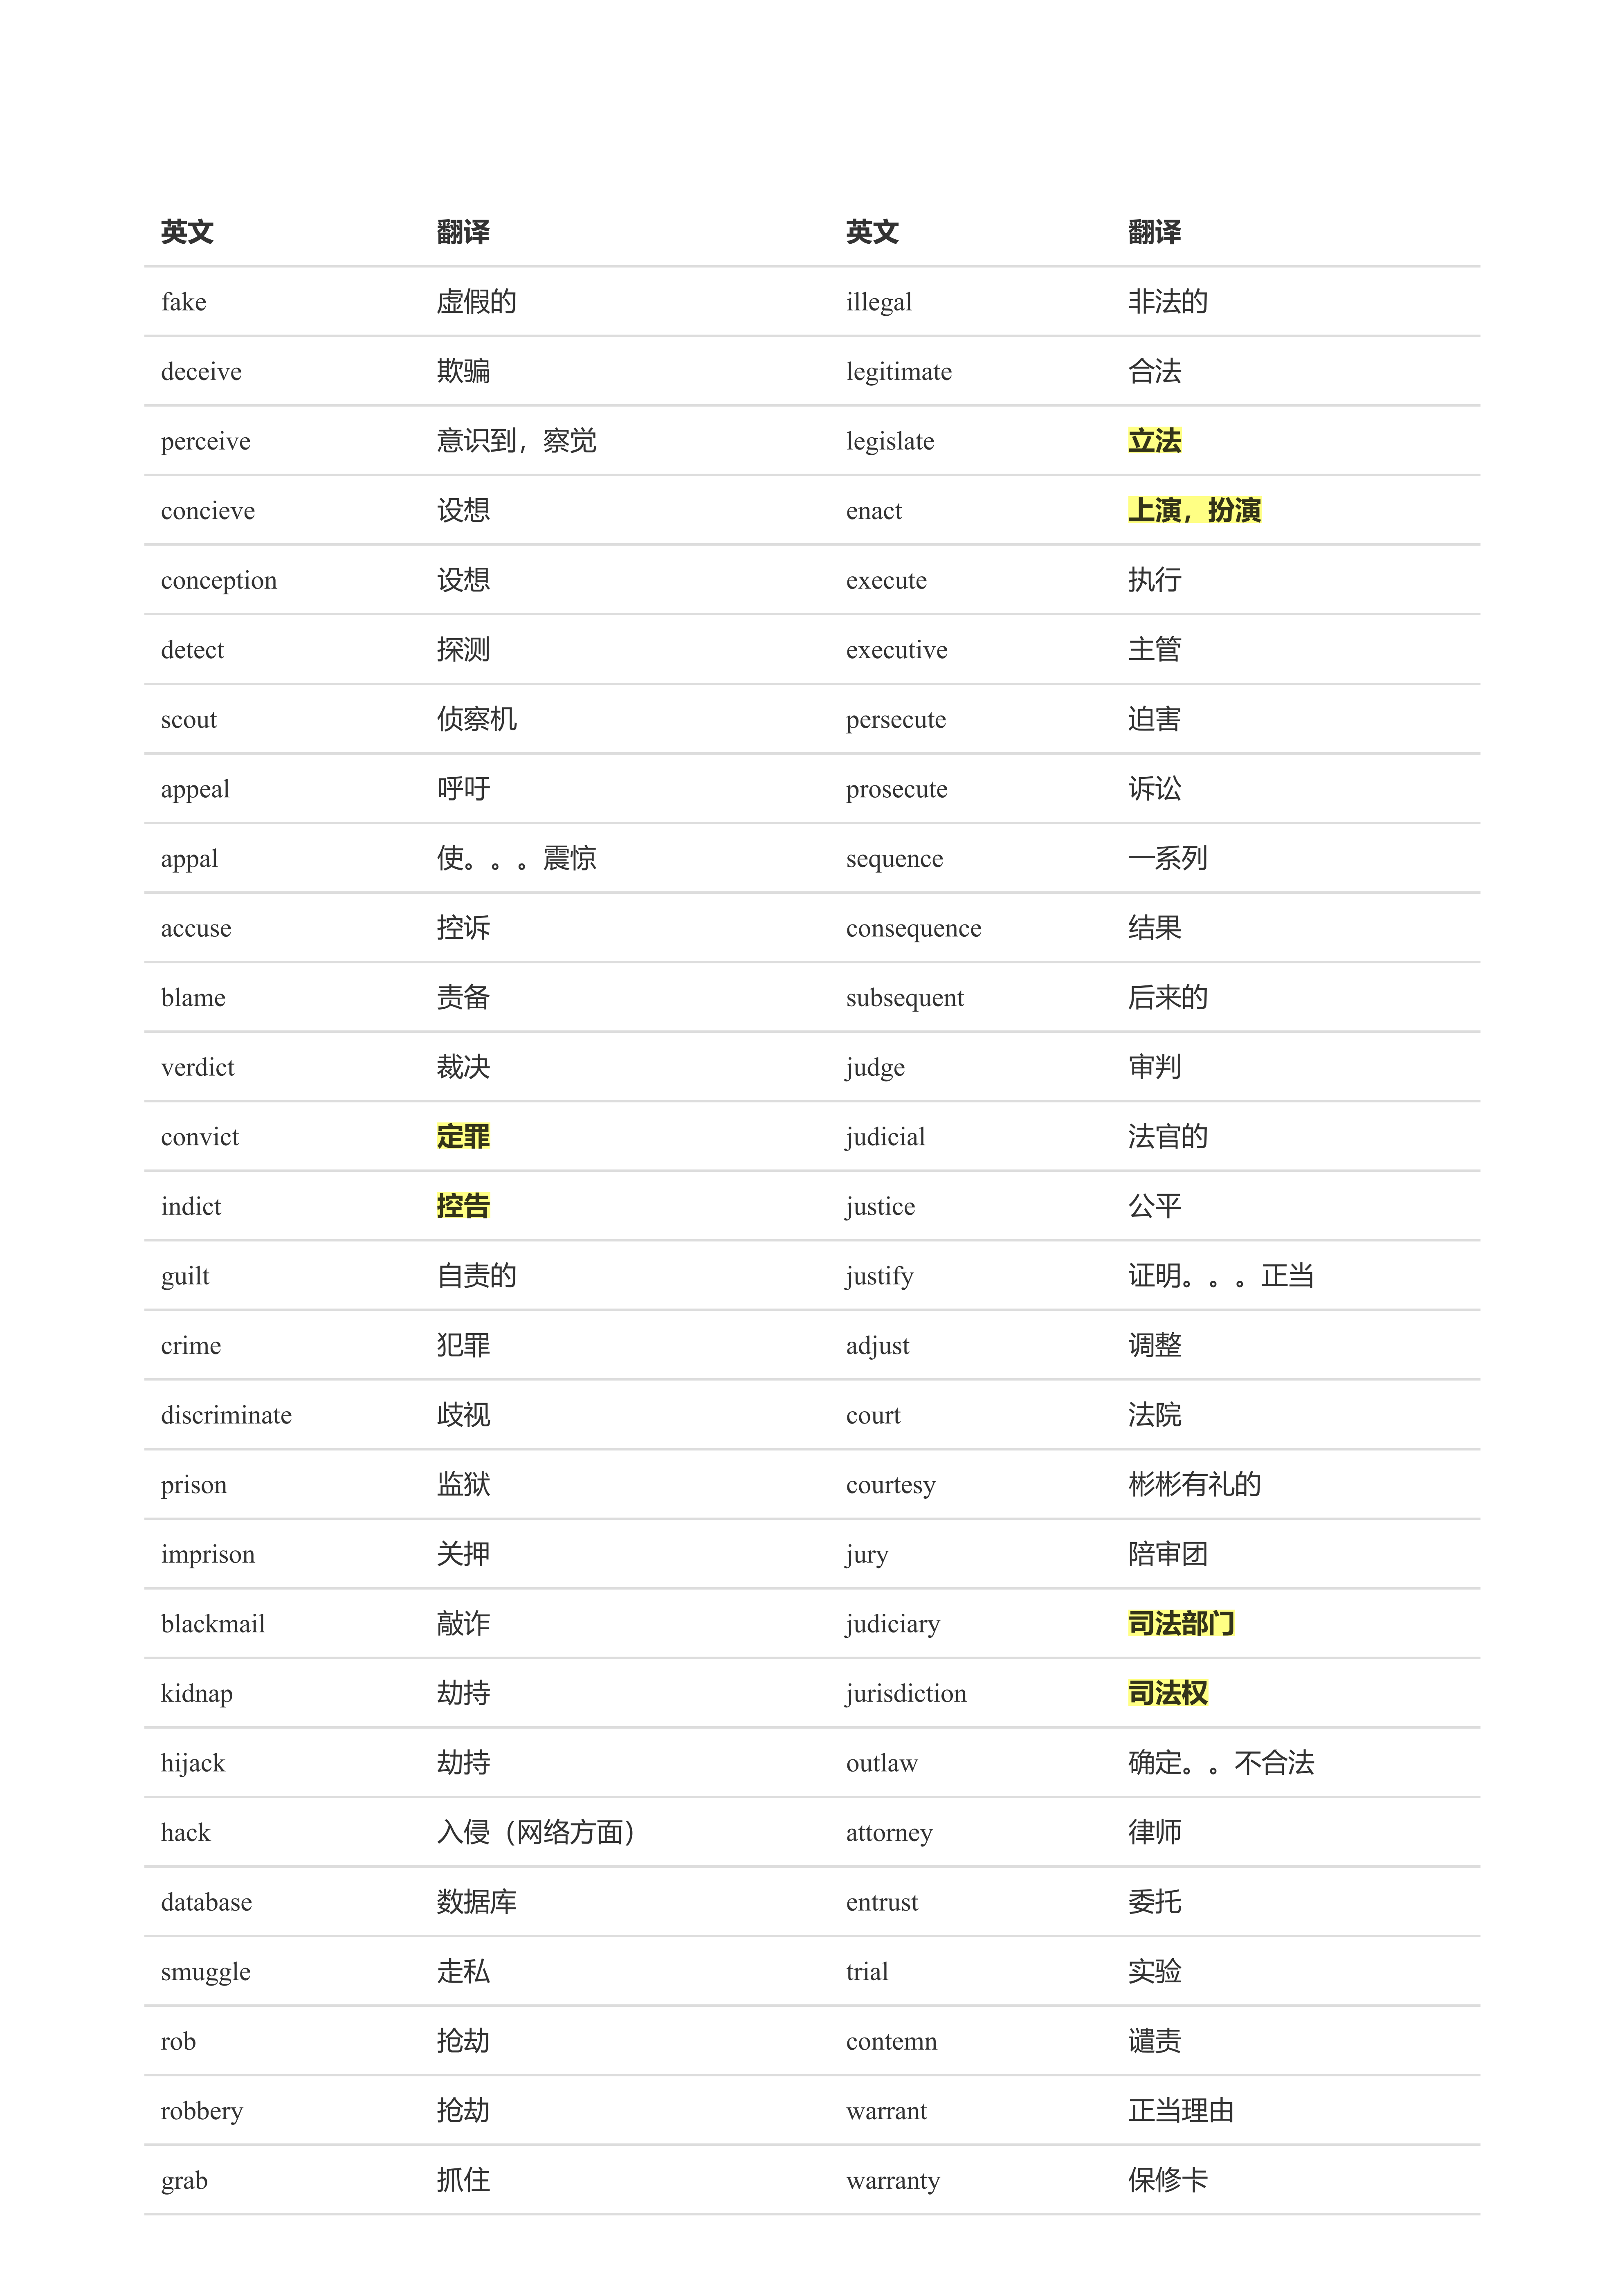 英文 翻译 英文 翻译
fake 虚假的 illegal 非法的
deceive 欺骗 legitimate 合法
perceive 意识到，察觉 legislate 立法
concieve 设想 enact 上演，扮演
conception 设想 execute 执行
detect 探测 executive 主管
scout 侦察机 persecute 迫害
appeal 呼吁 prosecute 诉讼
appal 使。。。震惊 sequence 一系列
accuse 控诉 consequence 结果
blame 责备 subsequent 后来的
verdict 裁决 judge 审判
convict 定罪 judicial 法官的
indict 控告 justice 公平
guilt 自责的 justify 证明。。。正当
crime 犯罪 adjust 调整
discriminate 歧视 court 法院
prison 监狱 courtesy 彬彬有礼的
imprison 关押 jury 陪审团
blackmail 敲诈 judiciary 司法部门
kidnap 劫持 jurisdiction 司法权
hijack 劫持 outlaw 确定。。不合法
hack 入侵（网络方面） attorney 律师
database 数据库 entrust 委托
smuggle 走私 trial 实验
rob 抢劫 contemn 谴责
robbery 抢劫 warrant 正当理由
grab 抓住 warranty 保修卡